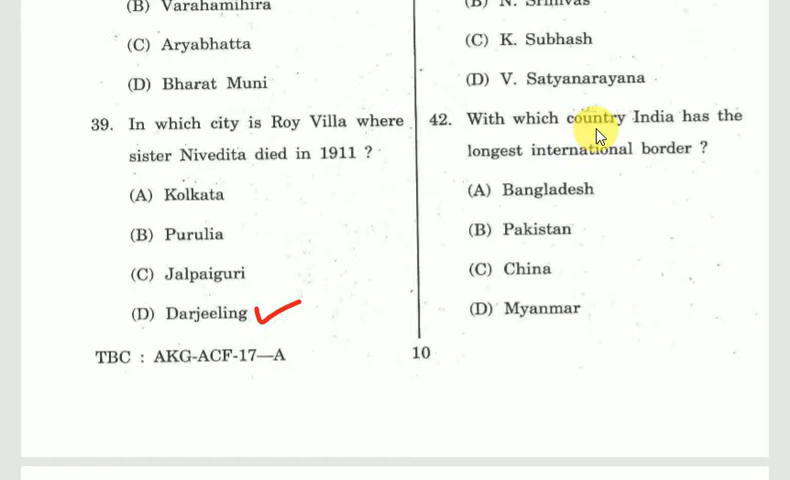 (B) Varahamihira
(C) Aryabhatta
(D) Bharat Muni
39. In which city is Roy Villa where
sister Nivedita died in 1911 ?
(A) Kolkata
(B) Purulia
(C) Jalpaiguri
(D) Darjeeling
TBC : AKG-ACF-17—A
(B) N. Srinivas
(C) K. Subhash
(D) V. Satyanarayana
42. With which country India has the
longest international border ?
(A) Bangladesh
(B) Pakistan
(C) China
(D) Myanmar
10